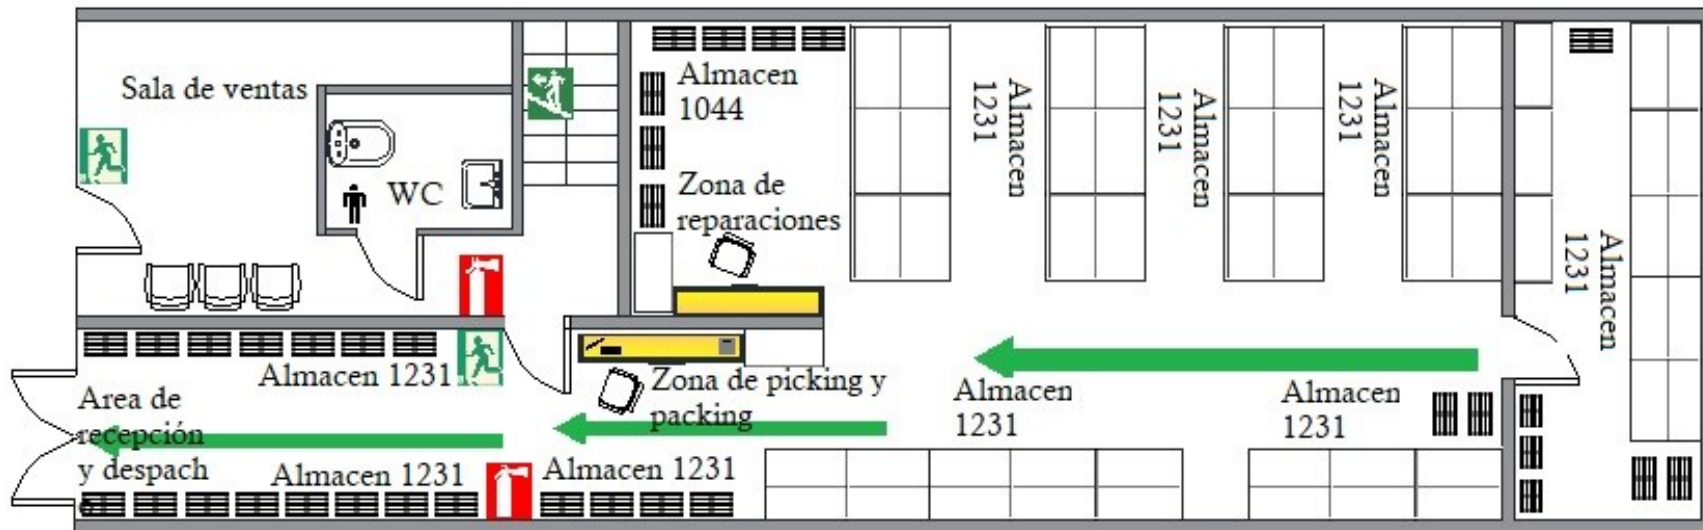 Sala de ventas
WC
Almacen
1044
Zona de
reparaciones
Almacen
1231
Almacen
1231
Almacen
1231
Almacen
1231
Almacen 1231
Area de
recepción
y despach
o
Almacen 1231
Almacen 1231
Zona de picking y
packing
Almacen
1231
Almacen
1231